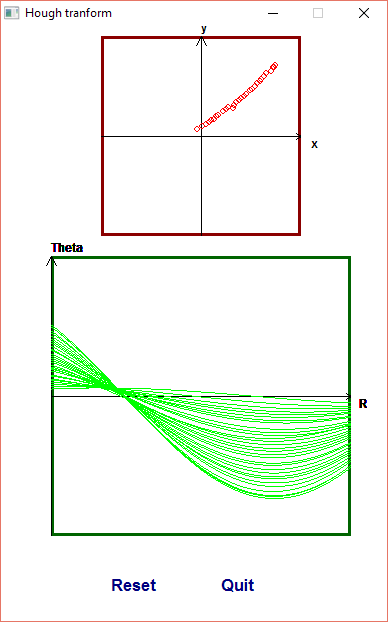 Hough tranform
y
x
Theta
R
Reset Quit